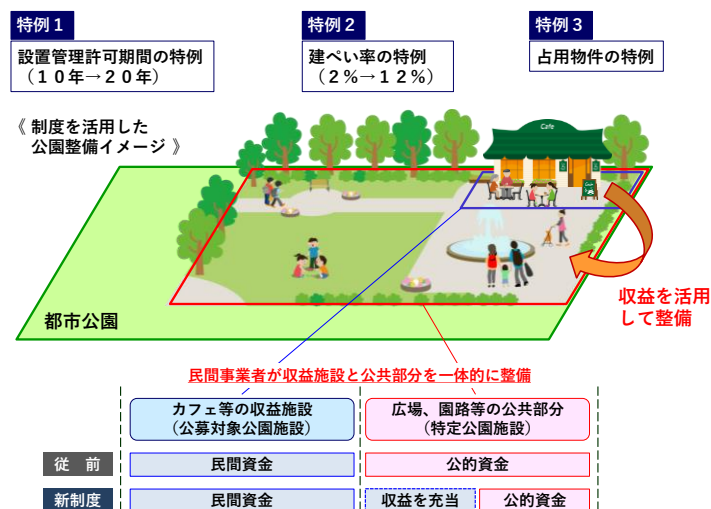 特例１
設置管理許可期間の特例
（１０年→２０年）
特例２
建ぺい率の特例
（２％→１２％）
特例３
占用物件の特例
《 制度を活用した
公園整備イメージ 》
Cafe
都市公園
収益を活用
して整備
民間事業者が収益施設と公共部分を一体的に整備
カフェ等の収益施設
（公募対象公園施設）
広場、園路等の公共部分
（特定公園施設）
従 前
民間資金
公的資金
新制度
民間資金
収益を充当
公的資金